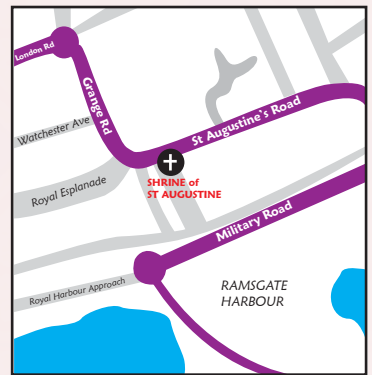 London Rd
Grange Rd
St Augustine's Road
Watchester Ave
SHRINE of
ST AUGUSTINE
Royal Esplanade
Military Road
Royal Harbour Approach
RAMSGATE
HARBOUR